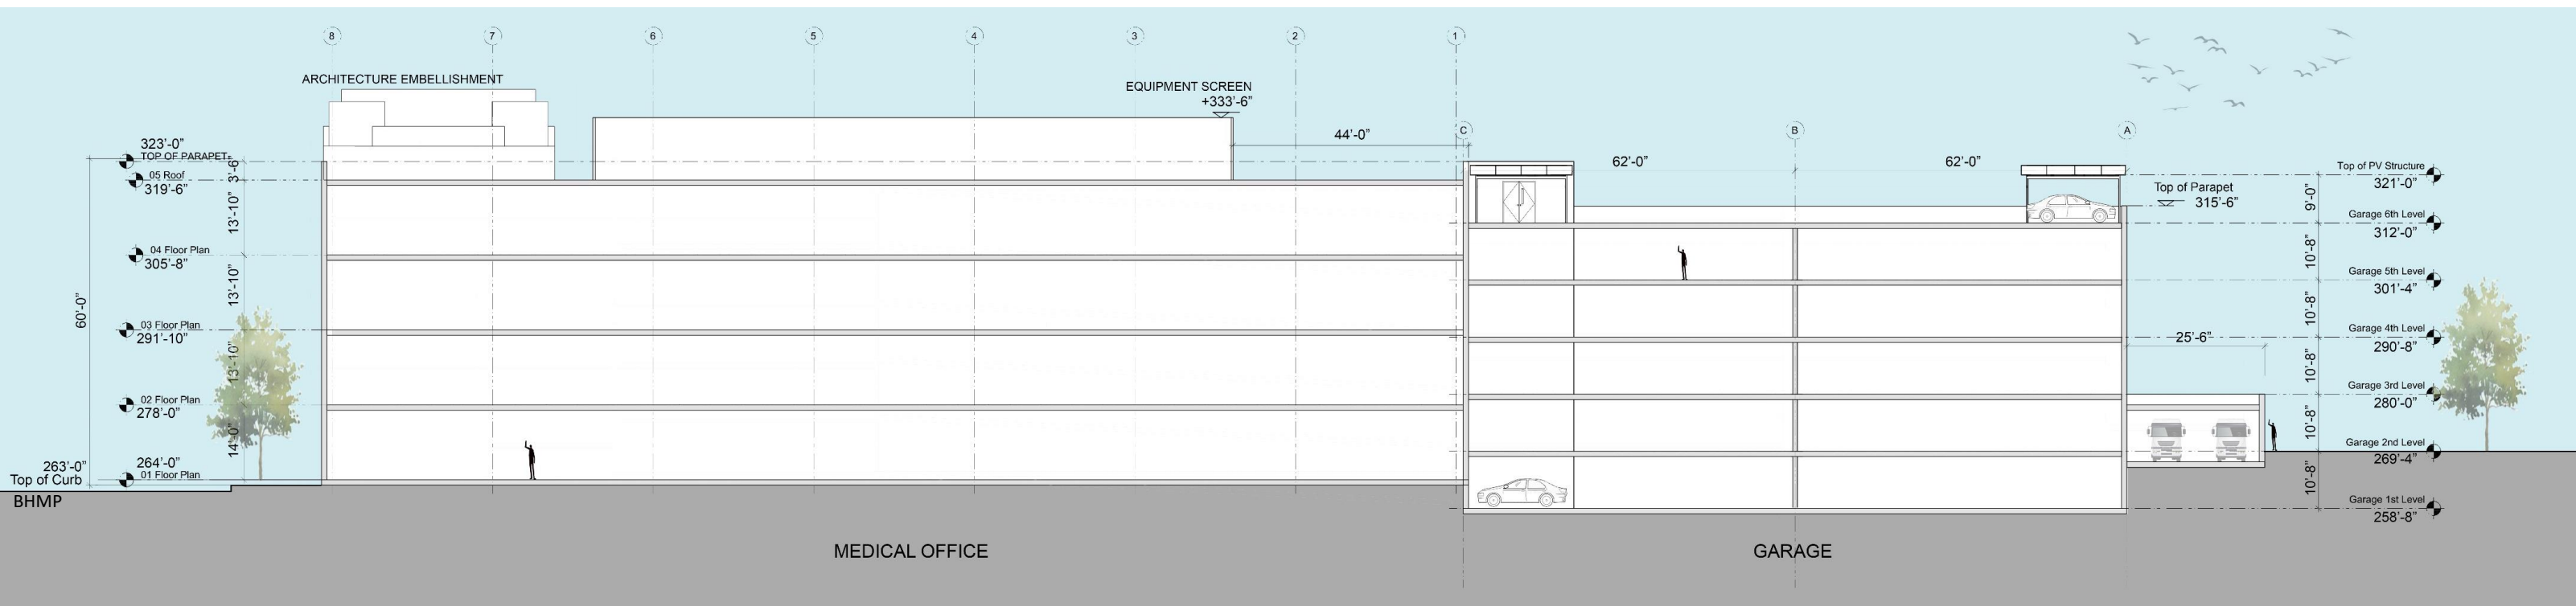 8
7
6
5
4
3
2
1
ARCHITECTURE EMBELLISHMENT
EQUIPMENT SCREEN
+333'-6"
44'-0"
C
B
A
62'-0"
62'-0"
323'-0"
TOP OF PARAPET
3'-6"
05 Roof
319'-6"
13'-10"
04 Floor Plan
305'-8"
13'-10"
60'-0"
03 Floor Plan
291'-10"
13'-10"
02 Floor Plan
278'-0"
14'-0"
263'-0"
Top of Curb
264'-0"
01 Floor Plan
BHMP
Top of PV Structure
321'-0"
Top of Parapet
315'-6"
9'-0"
Garage 6th Level
312'-0"
10'-8"
Garage 5th Level
301'-4"
10'-8"
Garage 4th Level
290'-8"
25'-6"
10'-8"
Garage 3rd Level
280'-0"
10'-8"
Garage 2nd Level
269'-4"
10'-8"
Garage 1st Level
258'-8"
MEDICAL OFFICE
GARAGE